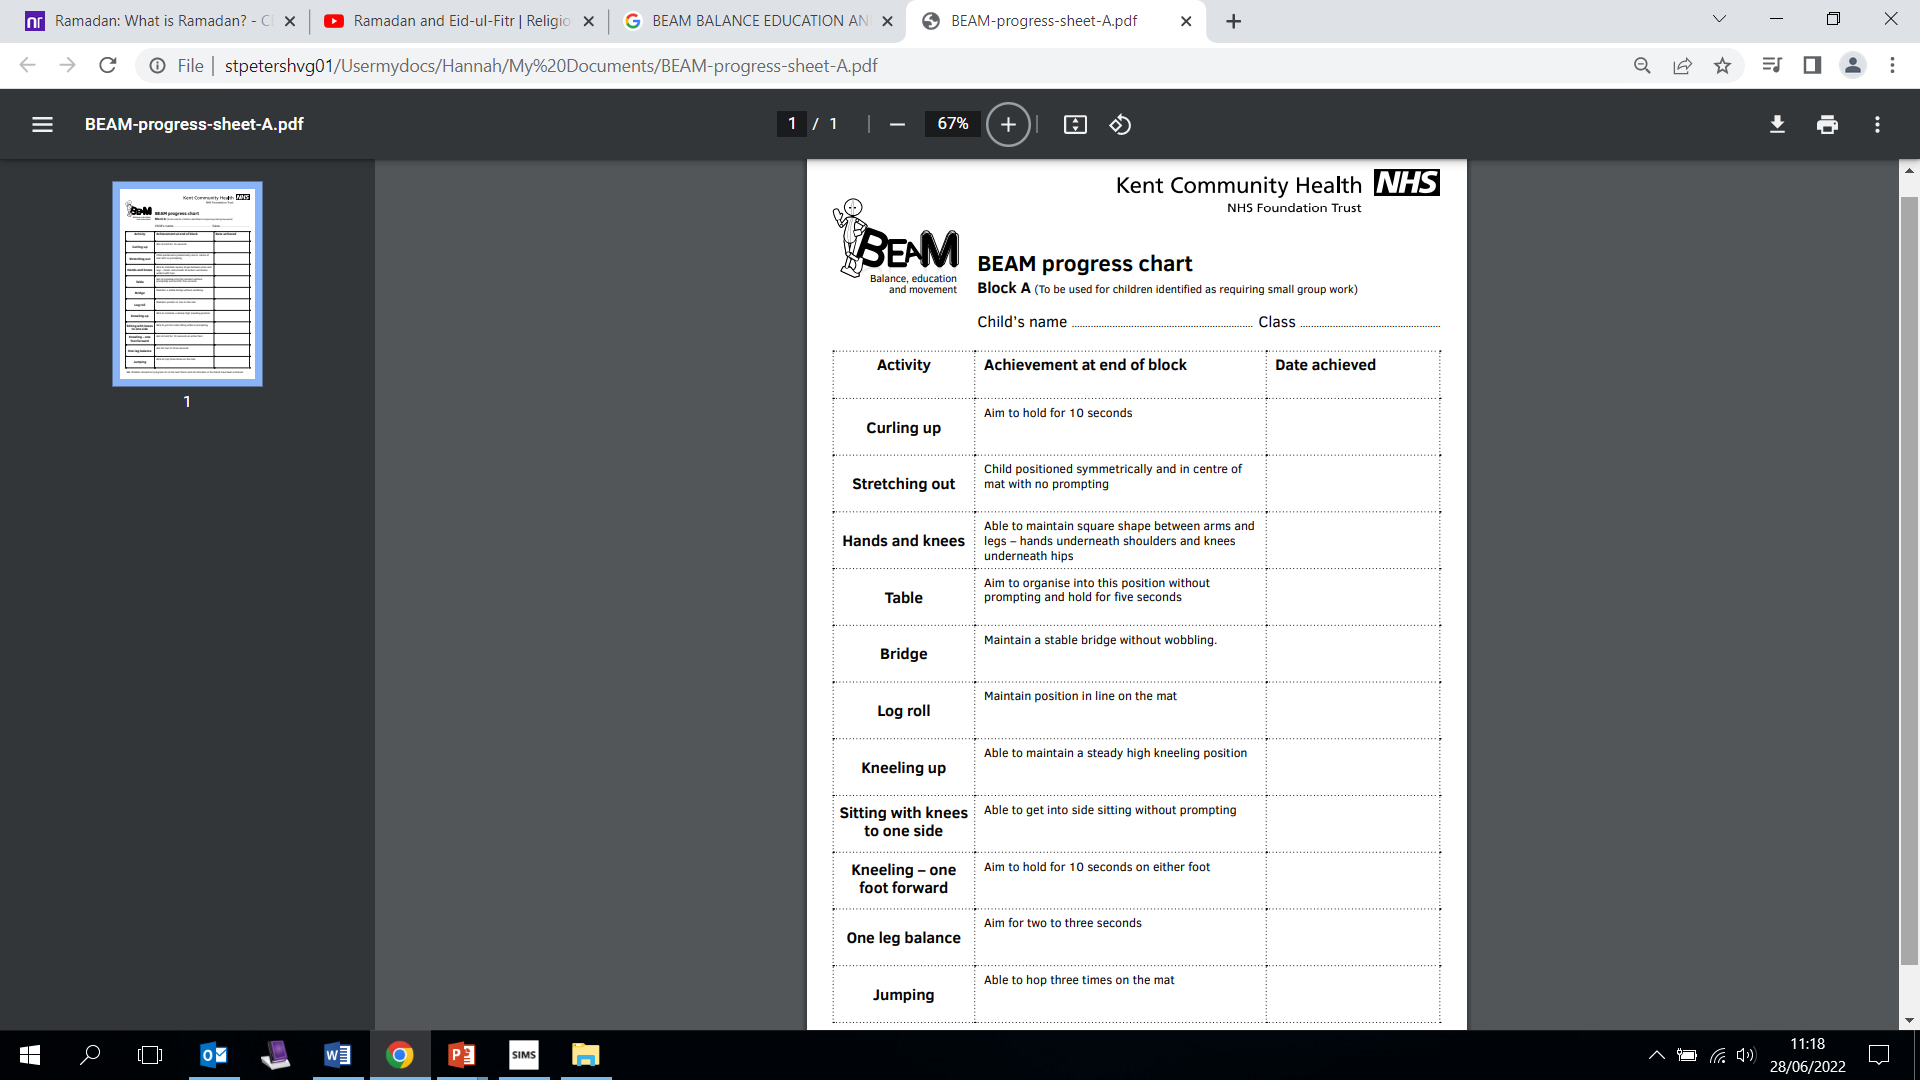 Ramadan: What is Ramadan? - C
Ramadan and Eid-ul-Fitr | Religio
BEAM BALANCE EDUCATION AN
BEAM-progress-sheet-A.pdf
File | stpetershvg01/Usermydocs/Hannah/My%20Documents/BEAM-progress-sheet-A.pdf
BEAM-progress-sheet-A.pdf
1 / 1
67%
1
Kent Community Health NHS
NHS Foundation Trust
BEAM
Balance, education
and movement
BEAM progress chart
Block A (To be used for children identified as requiring small group work)
Child's name ........ Class ........
Activity Achievement at end of block Date achieved
Curling up Aim to hold for 10 seconds
Stretching out Child positioned symmetrically and in centre of
mat with no prompting
Hands and knees Able to maintain square shape between arms and
legs – hands underneath shoulders and knees
underneath hips
Table Aim to organise into this position without
prompting and hold for five seconds
Bridge Maintain a stable bridge without wobbling.
Log roll Maintain position in line on the mat
Kneeling up Able to maintain a steady high kneeling position
Sitting with knees
to one side Able to get into side sitting without prompting
Kneeling – one
foot forward Aim to hold for 10 seconds on either foot
One leg balance Aim for two to three seconds
Jumping Able to hop three times on the mat
SIMS
11:18
28/06/2022